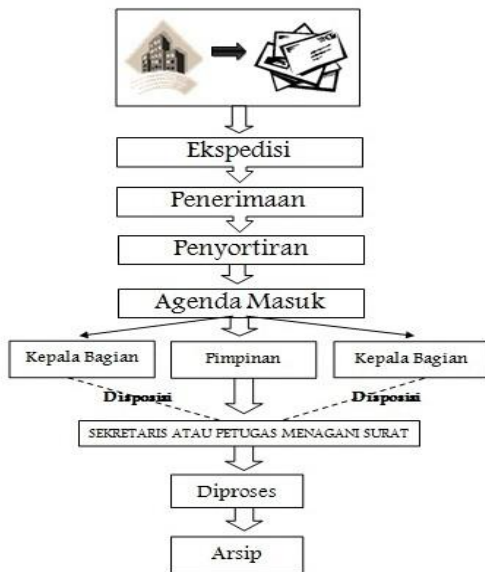 Ekspedisi
Penerimaan
Penyortiran
Agenda Masuk
Kepala Bagian
Pimpinan
Kepala Bagian
Disposisi
Disposisi
SEKRETARIS ATAU PETUGAS MENAGANI SURAT
Diproses
Arsip